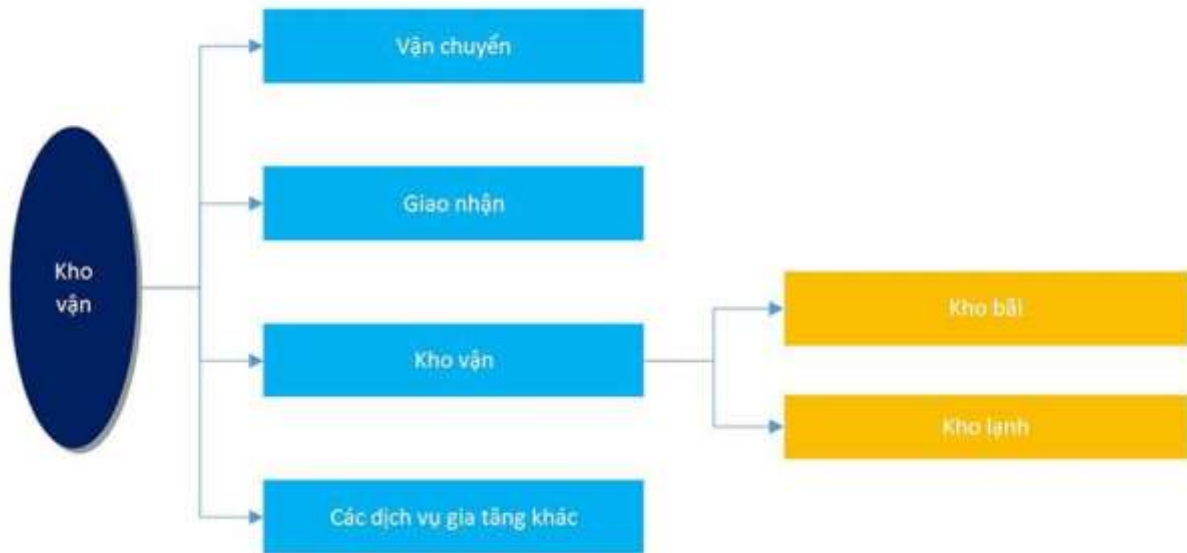 Vận chuyển
Giao nhận
Kho
vận
Kho vận
Kho bãi
Kho lạnh
Các dịch vụ gia tăng khác